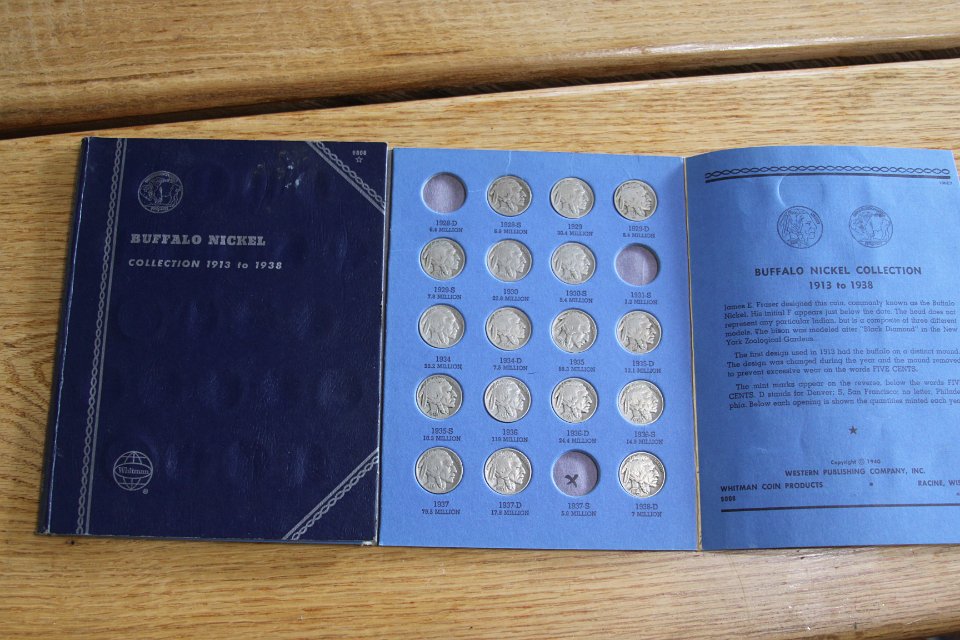 9008
BUFFALO NICKEL
COLLECTION 1913 to 1938
Whitman
®
1928-D
6.4 MILLION
1928-S
6.9 MILLION
1929
36.4 MILLION
1929-D
8.4 MILLION
1929-S
7.8 MILLION
1930
22.8 MILLION
1930-S
5.4 MILLION
1931-S
1.2 MILLION
1934
20.2 MILLION
1934-D
7.5 MILLION
1935
58.3 MILLION
1935-D
12.1 MILLION
1935-S
10.3 MILLION
1936
119 MILLION
1936-D
24.4 MILLION
1936-S
14.9 MILLION
1937
79.5 MILLION
1937-D
17.8 MILLION
x
1937-S
5.6 MILLION
1938-D
7 MILLION
BUFFALO NICKEL COLLECTION
1913 to 1938
James E. Fraser designed this coin, commonly known as the Buffalo
Nickel. His initial F appears just below the date. The head does not
represent any particular Indian, but is a composite of three different
models. The bison was modeled after "Black Diamond" in the New
York Zoological Gardens.
The first design used in 1913 had the buffalo on a distinct mound.
The design was changed during the year and the mound removed
to prevent excessive wear on the words FIVE CENTS.
The mint marks appear on the reverse, below the words FIVE
CENTS. D stands for Denver; S, San Francisco; no letter, Philadel-
phia. Below each opening is shown the quantities minted each year
Copyright © 1940
WESTERN PUBLISHING COMPANY, INC.
WHITMAN COIN PRODUCTS • RACINE, WIS
9008